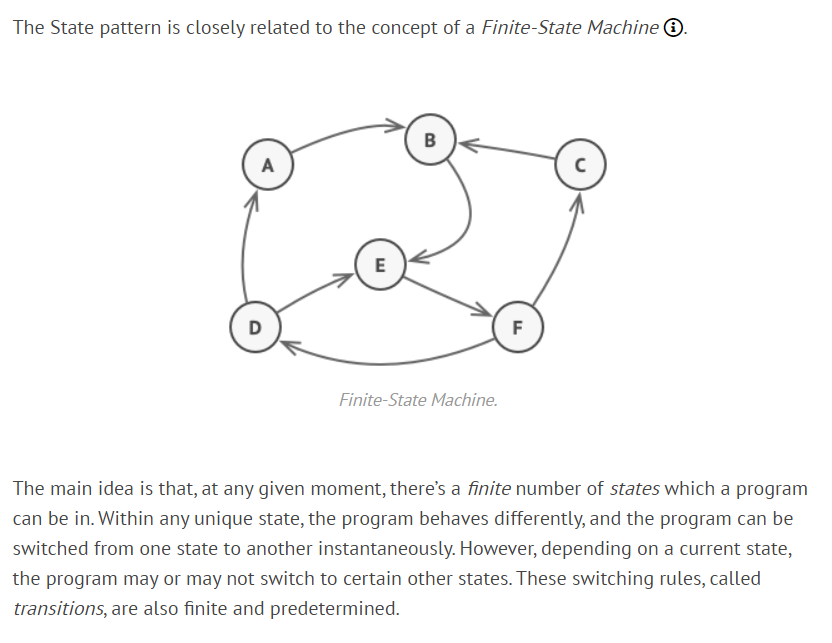 The State pattern is closely related to the concept of a Finite-State Machine ⓘ.
B
A
C
E
D
F
Finite-State Machine.
The main idea is that, at any given moment, there’s a finite number of states which a program
can be in. Within any unique state, the program behaves differently, and the program can be
switched from one state to another instantaneously. However, depending on a current state,
the program may or may not switch to certain other states. These switching rules, called
transitions, are also finite and predetermined.